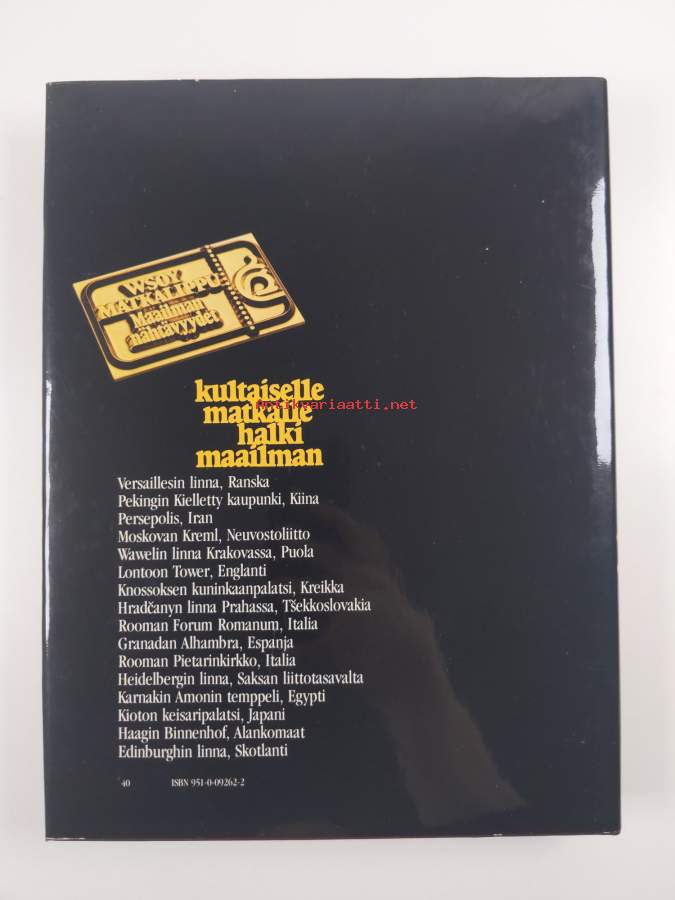 WSOY
MATKALIPPU
Maailman
nähtävyydet
kultaiselle
matkalle
halki
maailman
antikvariaatti.net
Versaillesin linna, Ranska
Pekingin Kielletty kaupunki, Kiina
Persepolis, Iran
Moskovan Kreml, Neuvostoliitto
Wawelin linna Krakovassa, Puola
Lontoon Tower, Englanti
Knossoksen kuninkaanpalatsi, Kreikka
Hradčanyn linna Prahassa, Tšekkoslovakia
Rooman Forum Romanum, Italia
Granadan Alhambra, Espanja
Rooman Pietarinkirkko, Italia
Heidelbergin linna, Saksan liittotasavalta
Karnakin Amonin temppeli, Egypti
Kioton keisaripalatsi, Japani
Haagin Binnenhof, Alankomaat
Edinburghin linna, Skotlanti
40 ISBN 951-0-09262-2